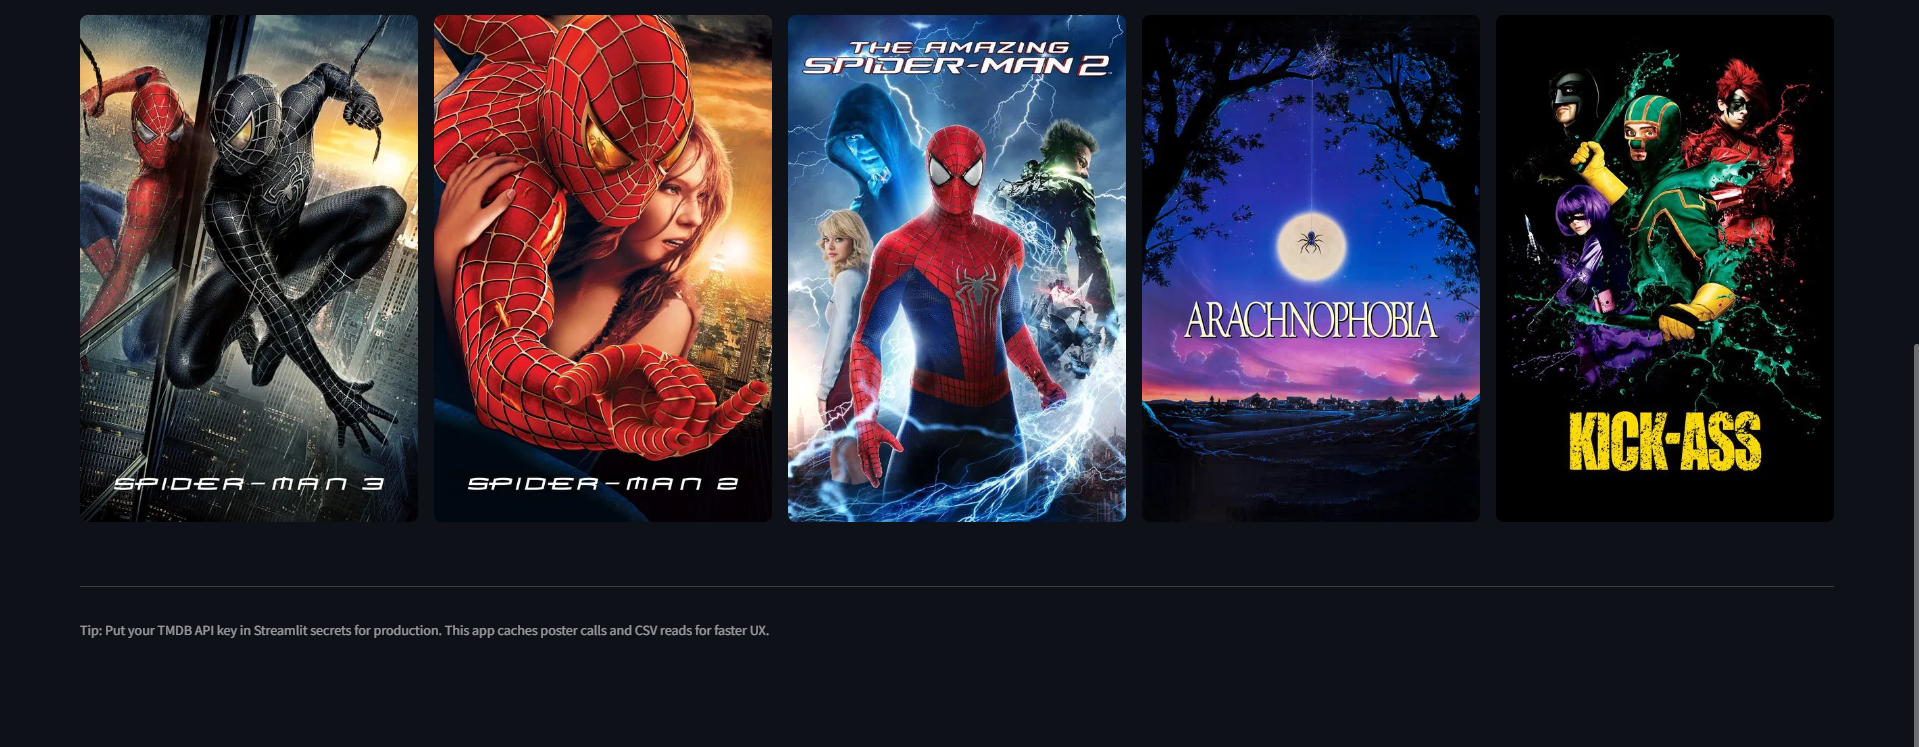 SPIDER-MAN 3
SPIDER-MAN 2
THE AMAZING
SPIDER-MAN 2
ARACHNOPHOBIA
KICK-ASS
Tip: Put your TMDB API key in Streamlit secrets for production. This app caches poster calls and CSV reads for faster UX.